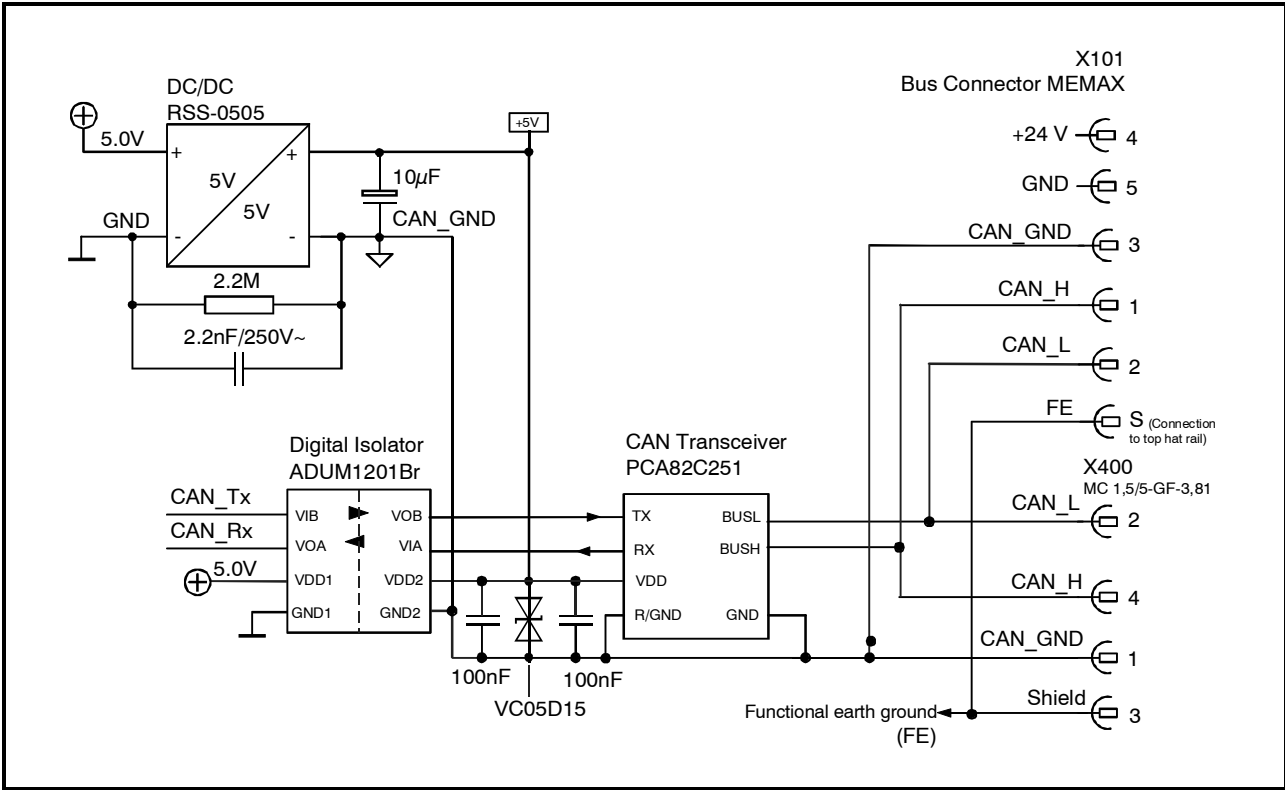 X101
Bus Connector MEMAX
DC/DC
RSS-0505
+5V
5.0V
+
+
+24 V
4
10µF
5V
GND
5
5V
GND
CAN_GND
CAN_GND
3
-
-
2.2M
CAN_H
1
2.2nF/250V~
CAN_L
2
FE
S (Connection
to top hat rail)
Digital Isolator
ADUM1201Br
CAN Transceiver
PCA82C251
X400
MC 1,5/5-GF-3,81
CAN_Tx
CAN_L
VIB
VOB
TX
BUSL
2
CAN_Rx
VOA
VIA
RX
BUSH
5.0V
VDD1
VDD2
VDD
CAN_H
4
GND1
GND2
R/GND
GND
CAN_GND
1
100nF
100nF
VC05D15
Shield
3
Functional earth ground
(FE)